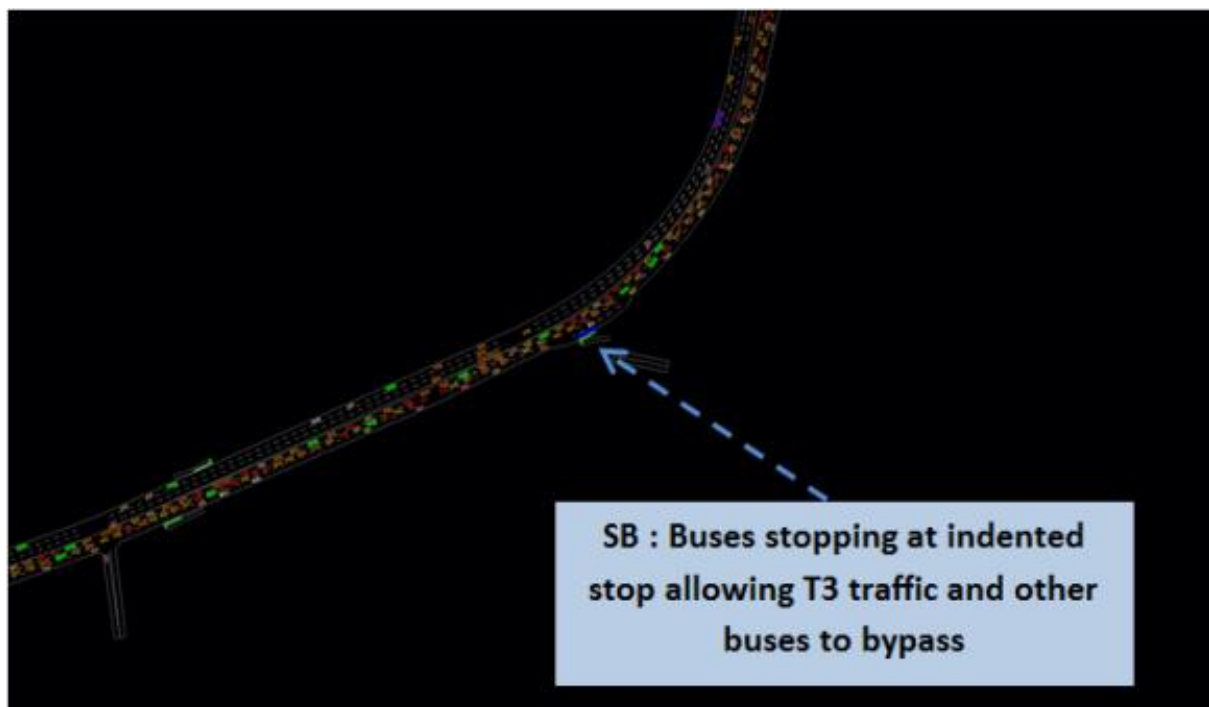 SB : Buses stopping at indented
stop allowing T3 traffic and other
buses to bypass